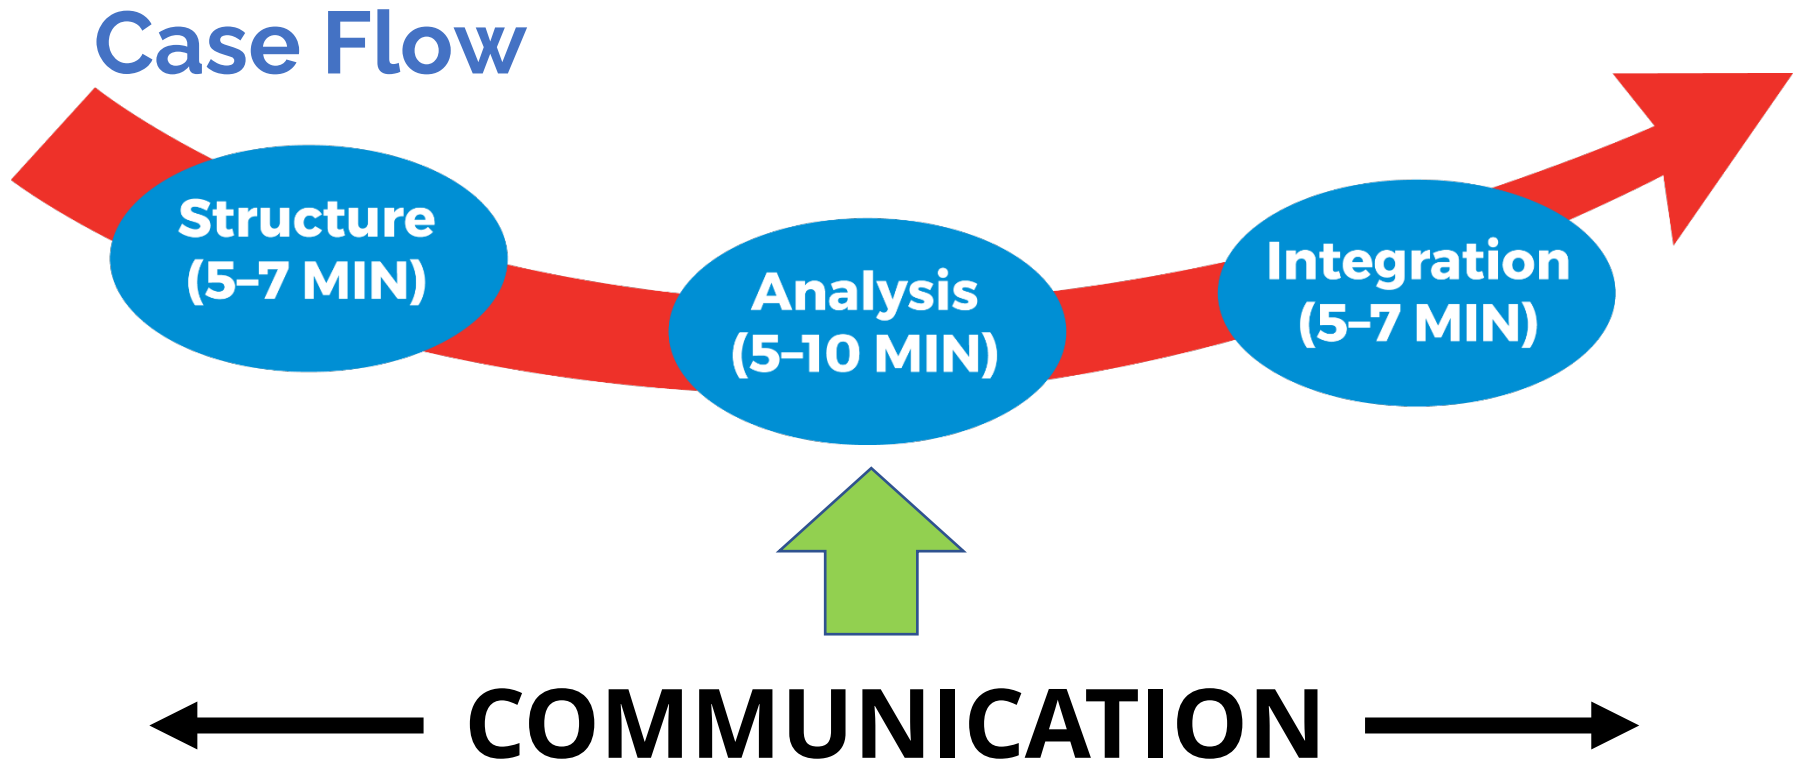 Case Flow
Structure
(5–7 MIN)
Analysis
(5–10 MIN)
Integration
(5–7 MIN)
COMMUNICATION